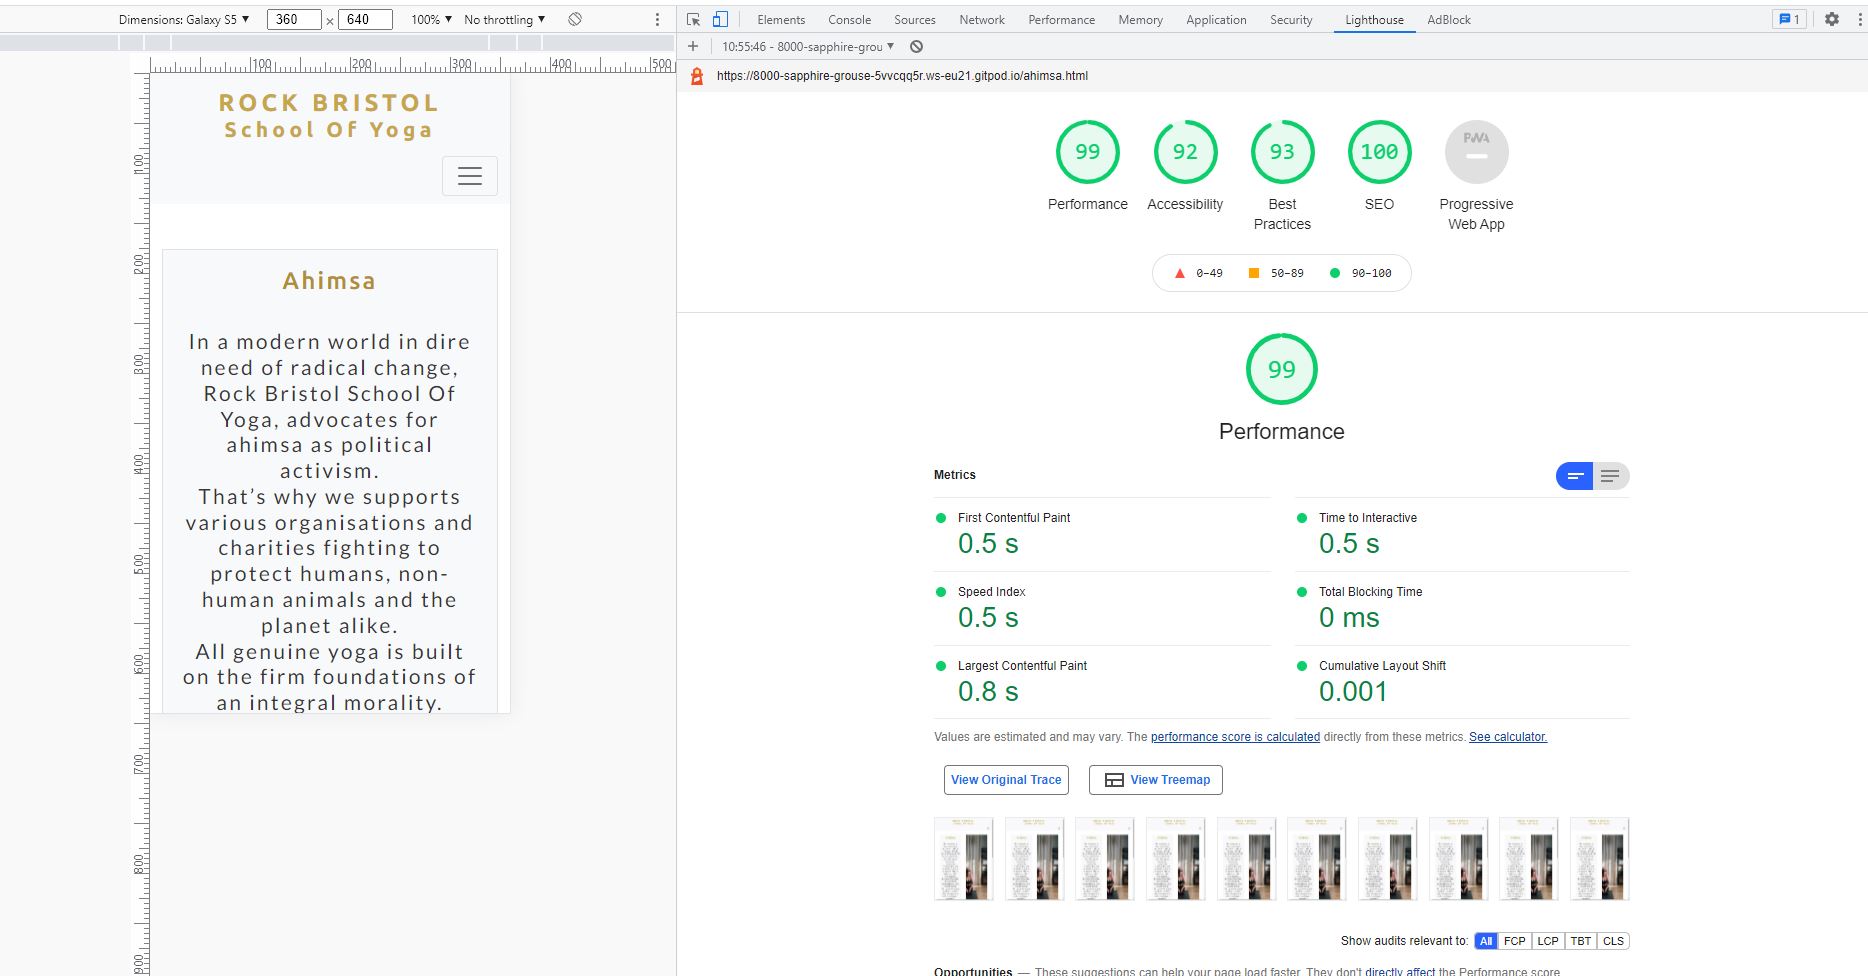 Dimensions: Galaxy S5 ▼ 360 × 640 100% ▼ No throttling ▼
Elements Console Sources Network Performance Memory Application Security Lighthouse AdBlock 1
10:55:46 - 8000-sapphire-grou ▼
https://8000-sapphire-grouse-5vvcqq5r.ws-eu21.gitpod.io/ahimsa.html
100 200 300 400 500
100
200
300
400
500
600
700
800
900
ROCK BRISTOL
School Of Yoga
Ahimsa
In a modern world in dire
need of radical change,
Rock Bristol School Of
Yoga, advocates for
ahimsa as political
activism.
That’s why we supports
various organisations and
charities fighting to
protect humans, non-
human animals and the
planet alike.
All genuine yoga is built
on the firm foundations of
an integral morality.
99 92 93 100 PWA
Performance Accessibility Best Practices SEO Progressive Web App
0–49 50–89 90–100
99
Performance
Metrics
First Contentful Paint
0.5 s
Time to Interactive
0.5 s
Speed Index
0.5 s
Total Blocking Time
0 ms
Largest Contentful Paint
0.8 s
Cumulative Layout Shift
0.001
Values are estimated and may vary. The performance score is calculated directly from these metrics. See calculator.
View Original Trace View Treemap
Show audits relevant to: All FCP LCP TBT CLS
Opportunities — These suggestions can help your page load faster. They don't directly affect the Performance score